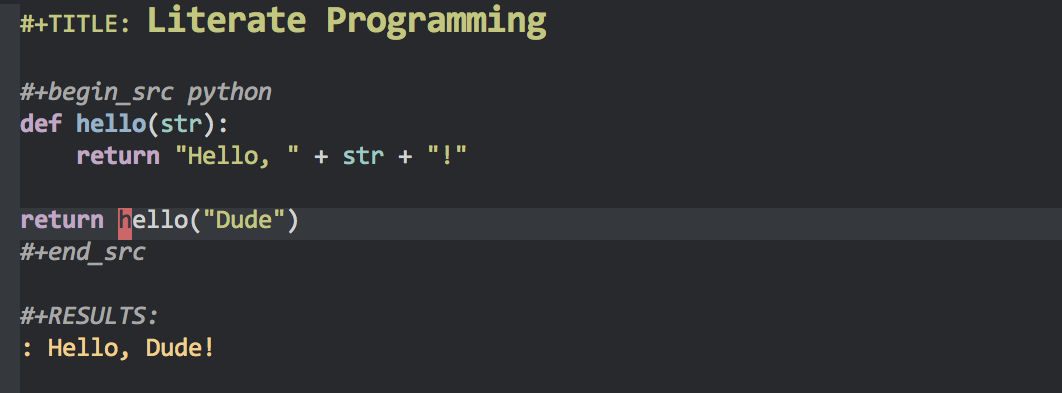 #+TITLE: Literate Programming
#+begin_src python
def hello(str):
    return "Hello, " + str + "!"
return hello("Dude")
#+end_src
#+RESULTS:
: Hello, Dude!